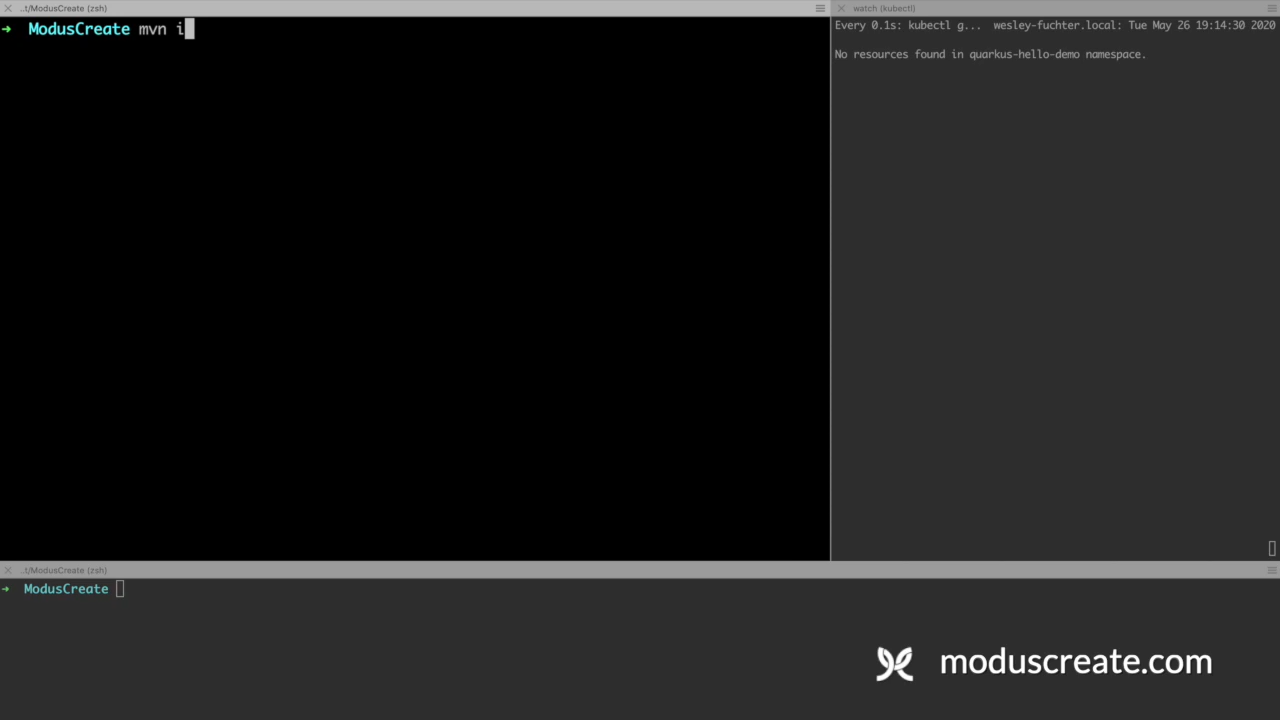 ..t/ModusCreate (zsh)
➜ ModusCreate mvn i
watch (kubectl)
Every 0.1s: kubectl g... wesley-fuchter.local: Tue May 26 19:14:30 2020
No resources found in quarkus-hello-demo namespace.
..t/ModusCreate (zsh)
➜ ModusCreate
moduscreate.com